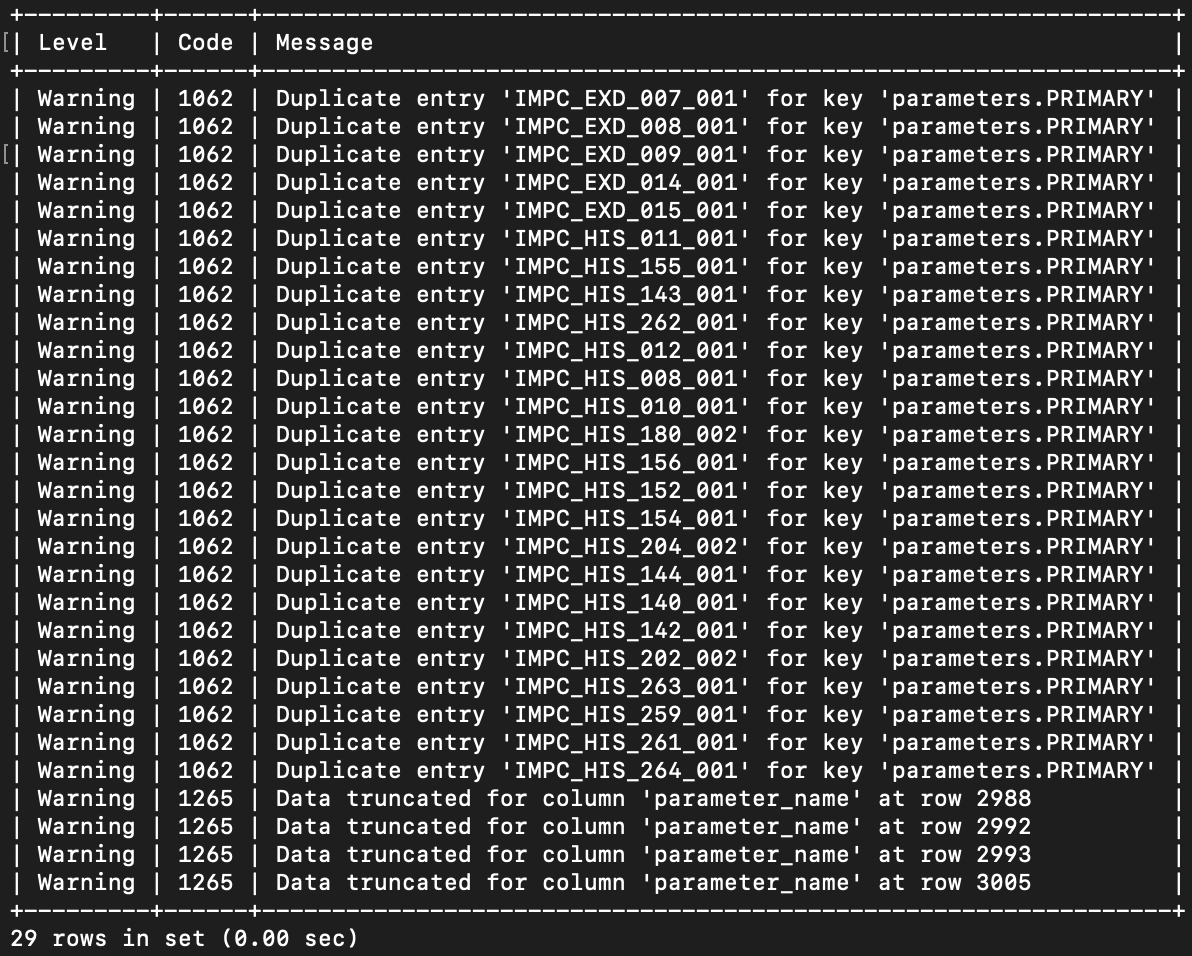 +---------+------+------------------------------------------------------------------+
| Level   | Code | Message                                                          |
+---------+------+------------------------------------------------------------------+
| Warning | 1062 | Duplicate entry 'IMPC_EXD_007_001' for key 'parameters.PRIMARY' |
| Warning | 1062 | Duplicate entry 'IMPC_EXD_008_001' for key 'parameters.PRIMARY' |
| Warning | 1062 | Duplicate entry 'IMPC_EXD_009_001' for key 'parameters.PRIMARY' |
| Warning | 1062 | Duplicate entry 'IMPC_EXD_014_001' for key 'parameters.PRIMARY' |
| Warning | 1062 | Duplicate entry 'IMPC_EXD_015_001' for key 'parameters.PRIMARY' |
| Warning | 1062 | Duplicate entry 'IMPC_HIS_011_001' for key 'parameters.PRIMARY' |
| Warning | 1062 | Duplicate entry 'IMPC_HIS_155_001' for key 'parameters.PRIMARY' |
| Warning | 1062 | Duplicate entry 'IMPC_HIS_143_001' for key 'parameters.PRIMARY' |
| Warning | 1062 | Duplicate entry 'IMPC_HIS_262_001' for key 'parameters.PRIMARY' |
| Warning | 1062 | Duplicate entry 'IMPC_HIS_012_001' for key 'parameters.PRIMARY' |
| Warning | 1062 | Duplicate entry 'IMPC_HIS_008_001' for key 'parameters.PRIMARY' |
| Warning | 1062 | Duplicate entry 'IMPC_HIS_010_001' for key 'parameters.PRIMARY' |
| Warning | 1062 | Duplicate entry 'IMPC_HIS_180_002' for key 'parameters.PRIMARY' |
| Warning | 1062 | Duplicate entry 'IMPC_HIS_156_001' for key 'parameters.PRIMARY' |
| Warning | 1062 | Duplicate entry 'IMPC_HIS_152_001' for key 'parameters.PRIMARY' |
| Warning | 1062 | Duplicate entry 'IMPC_HIS_154_001' for key 'parameters.PRIMARY' |
| Warning | 1062 | Duplicate entry 'IMPC_HIS_204_002' for key 'parameters.PRIMARY' |
| Warning | 1062 | Duplicate entry 'IMPC_HIS_144_001' for key 'parameters.PRIMARY' |
| Warning | 1062 | Duplicate entry 'IMPC_HIS_140_001' for key 'parameters.PRIMARY' |
| Warning | 1062 | Duplicate entry 'IMPC_HIS_142_001' for key 'parameters.PRIMARY' |
| Warning | 1062 | Duplicate entry 'IMPC_HIS_202_002' for key 'parameters.PRIMARY' |
| Warning | 1062 | Duplicate entry 'IMPC_HIS_263_001' for key 'parameters.PRIMARY' |
| Warning | 1062 | Duplicate entry 'IMPC_HIS_259_001' for key 'parameters.PRIMARY' |
| Warning | 1062 | Duplicate entry 'IMPC_HIS_261_001' for key 'parameters.PRIMARY' |
| Warning | 1062 | Duplicate entry 'IMPC_HIS_264_001' for key 'parameters.PRIMARY' |
| Warning | 1265 | Data truncated for column 'parameter_name' at row 2988          |
| Warning | 1265 | Data truncated for column 'parameter_name' at row 2992          |
| Warning | 1265 | Data truncated for column 'parameter_name' at row 2993          |
| Warning | 1265 | Data truncated for column 'parameter_name' at row 3005          |
+---------+------+------------------------------------------------------------------+
29 rows in set (0.00 sec)